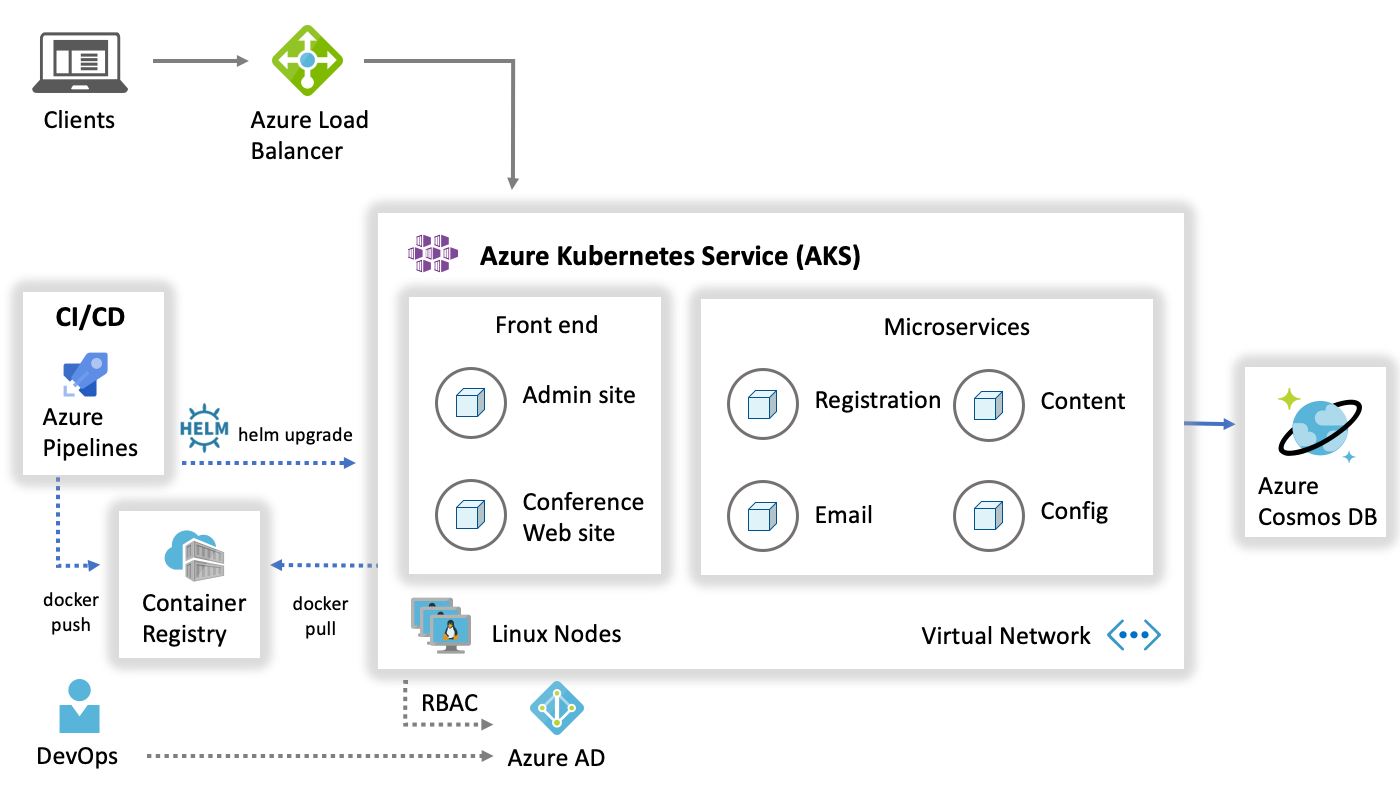 Clients
Azure Load
Balancer
Azure Kubernetes Service (AKS)
CI/CD
Azure
Pipelines
HELM
helm upgrade
Front end
Admin site
Conference
Web site
Microservices
Registration
Content
Email
Config
Azure
Cosmos DB
docker
push
Container
Registry
docker
pull
Linux Nodes
Virtual Network
RBAC
DevOps
Azure AD